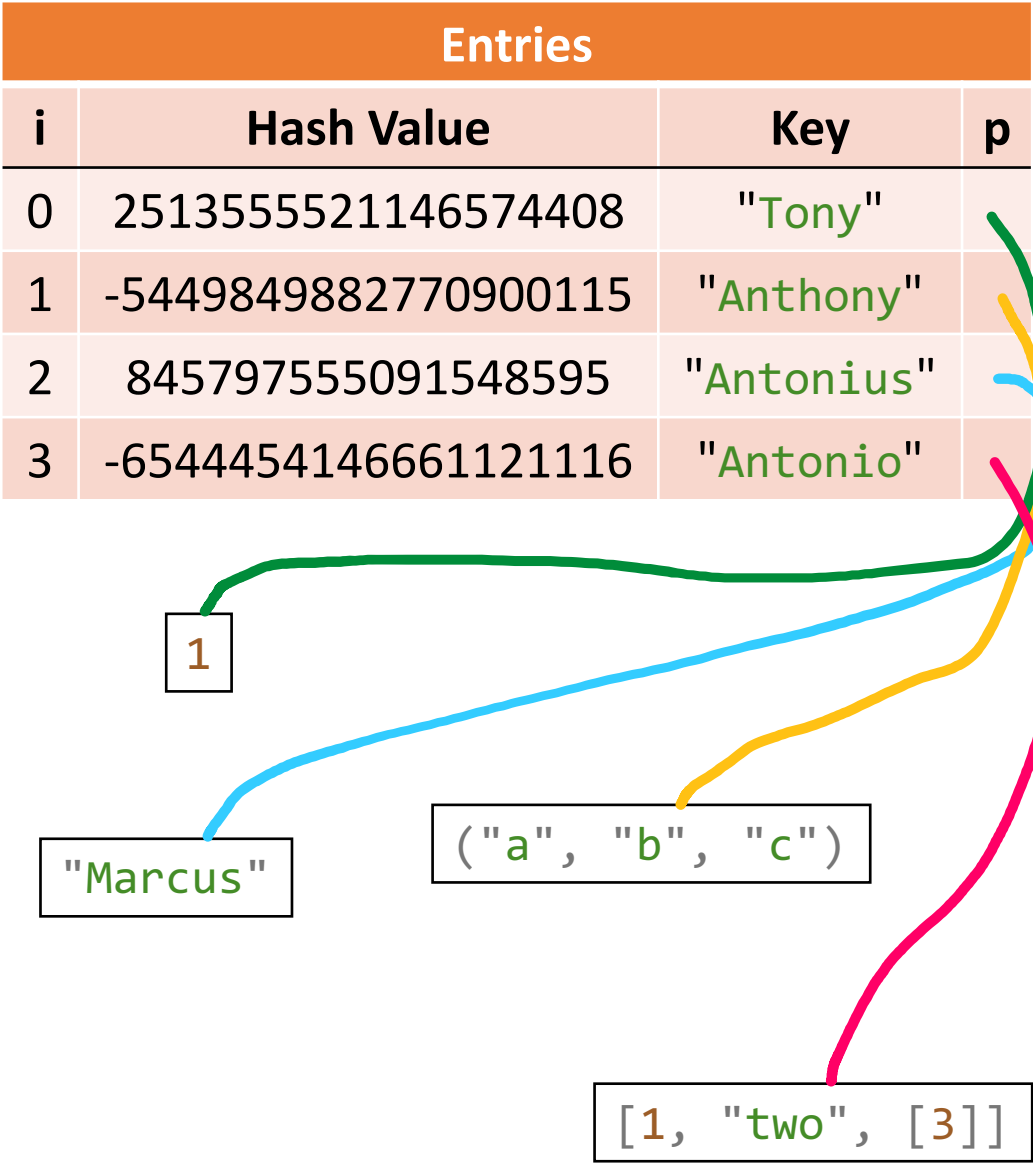 Entries
i Hash Value Key p
0 2513555521146574408 "Tony"
1 -5449849882770900115 "Anthony"
2 845797555091548595 "Antonius"
3 -6544454146661121116 "Antonio"
1
"Marcus"
("a", "b", "c")
[1, "two", [3]]